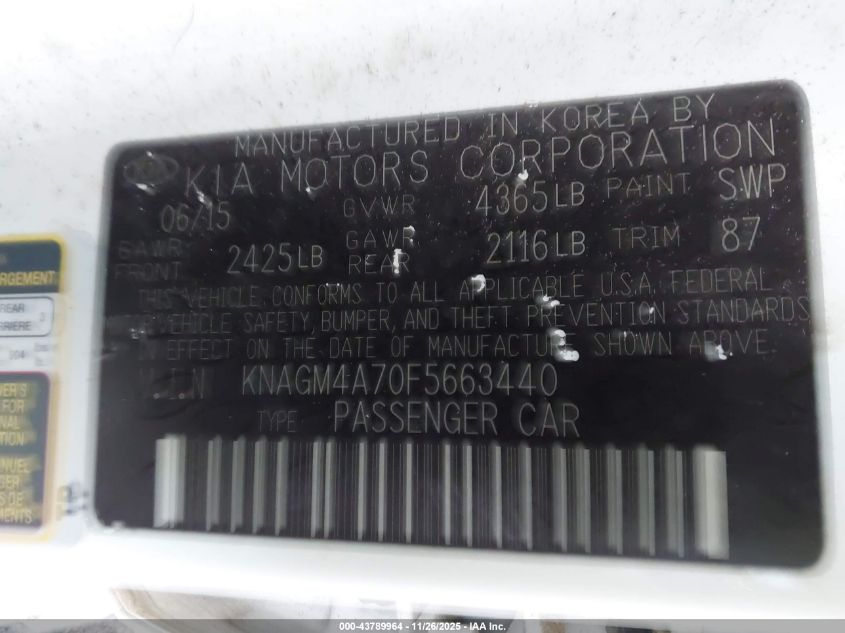 MANUFACTURED IN KOREA BY
KIA KIA MOTORS CORPORATION
06/15 GVWR 4365LB PAINT SWP
GAWR FRONT 2425LB GAWR REAR 2116LB TRIM 87
THIS VEHICLE CONFORMS TO ALL APPLICABLE U.S.A. FEDERAL
VEHICLE SAFETY, BUMPER, AND THEFT PREVENTION STANDARDS
IN EFFECT ON THE DATE OF MANUFACTURE SHOWN ABOVE.
KNAGM4A70F5663440
TYPE PASSENGER CAR
REAR
000-43789964 / 11/26/2025 - IAA Inc.